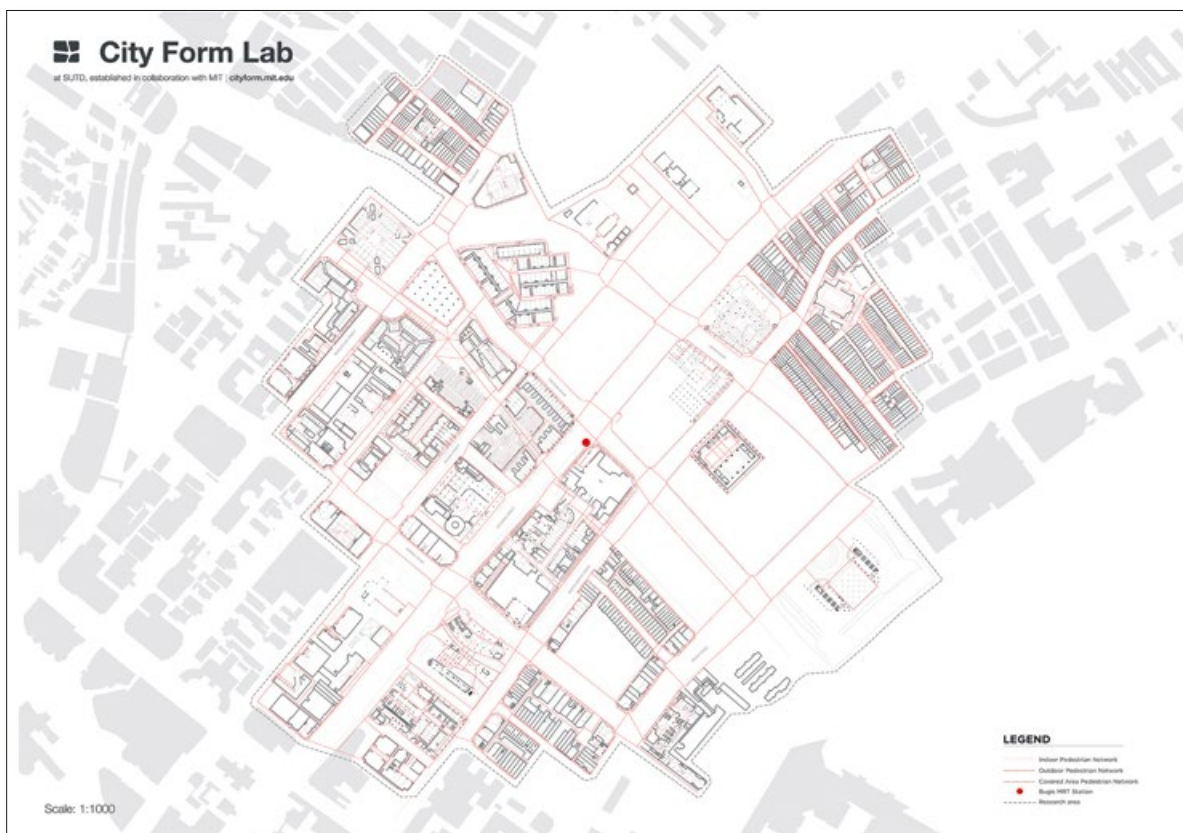 City Form Lab
at SUTD, established in collaboration with MIT | cityform.mit.edu
LEGEND
Indoor Pedestrian Network
Outdoor Pedestrian Network
Covered Area Pedestrian Network
Bugis MRT Station
Research area
Scale: 1:1000